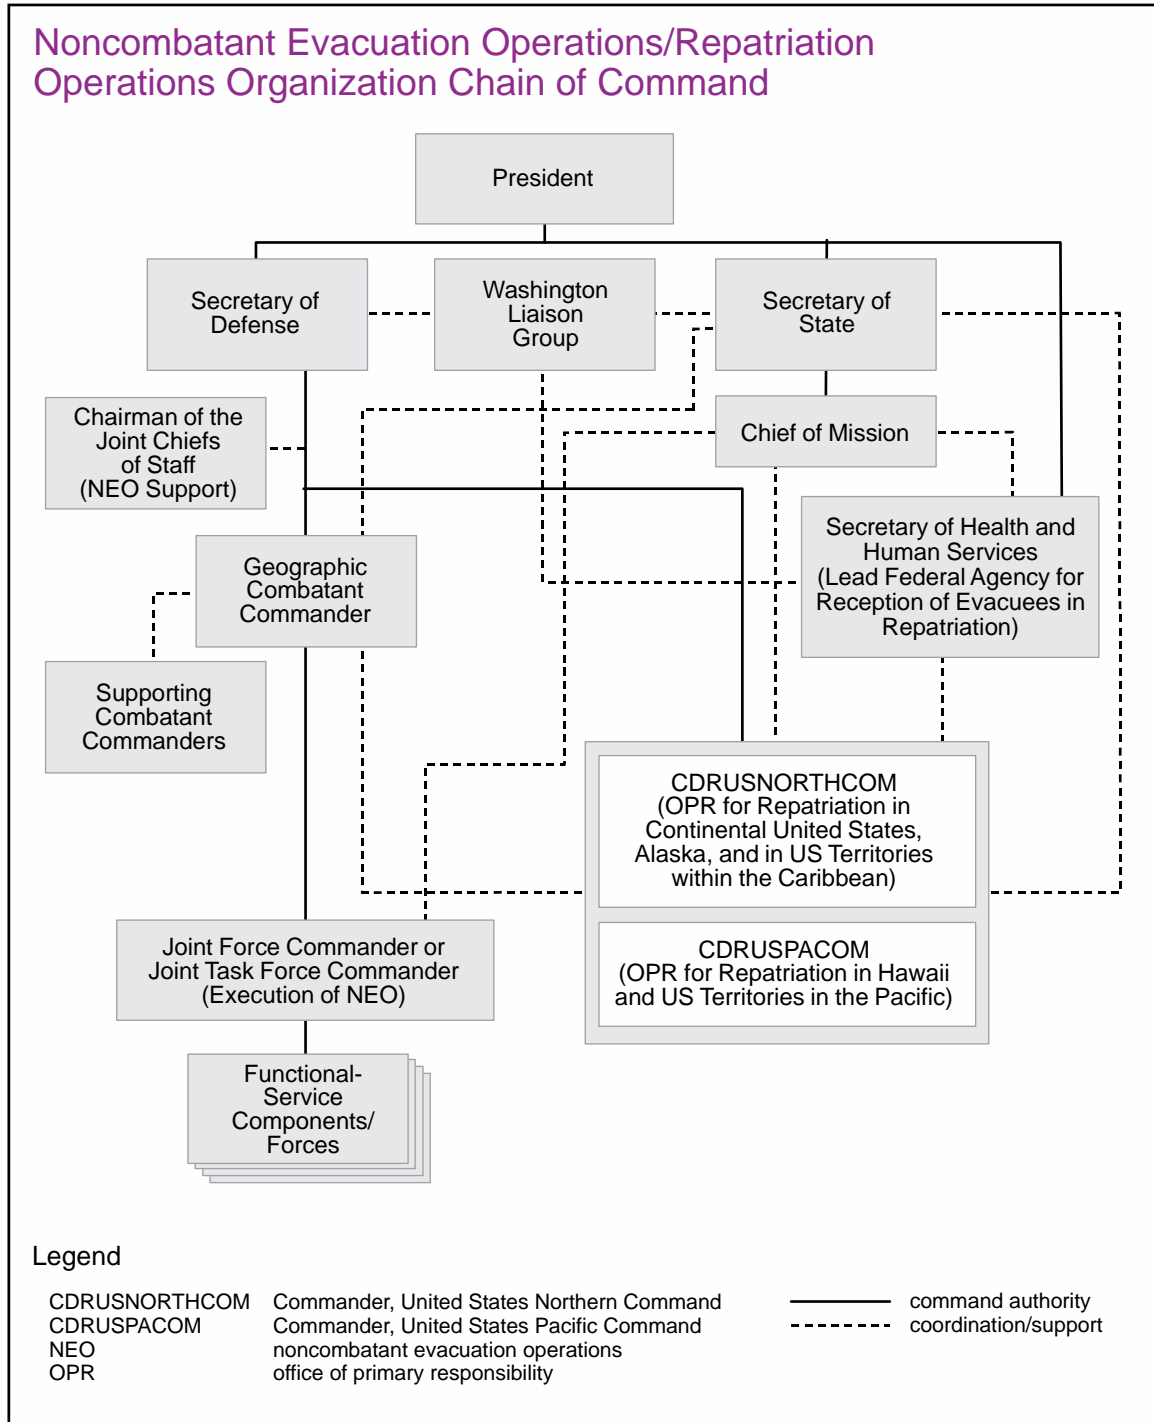 Noncombatant Evacuation Operations/Repatriation
Operations Organization Chain of Command
President
Secretary of
Defense
Washington
Liaison
Group
Secretary of
State
Chairman of the
Joint Chiefs
of Staff
(NEO Support)
Chief of Mission
Geographic
Combatant
Commander
Secretary of Health and
Human Services
(Lead Federal Agency for
Reception of Evacuees in
Repatriation)
Supporting
Combatant
Commanders
CDRUSNORTHCOM
(OPR for Repatriation in
Continental United States,
Alaska, and in US Territories
within the Caribbean)
Joint Force Commander or
Joint Task Force Commander
(Execution of NEO)
CDRUSPACOM
(OPR for Repatriation in Hawaii
and US Territories in the Pacific)
Functional-
Service
Components/
Forces
Legend
CDRUSNORTHCOM Commander, United States Northern Command
CDRUSPACOM Commander, United States Pacific Command
NEO noncombatant evacuation operations
OPR office of primary responsibility
command authority
coordination/support